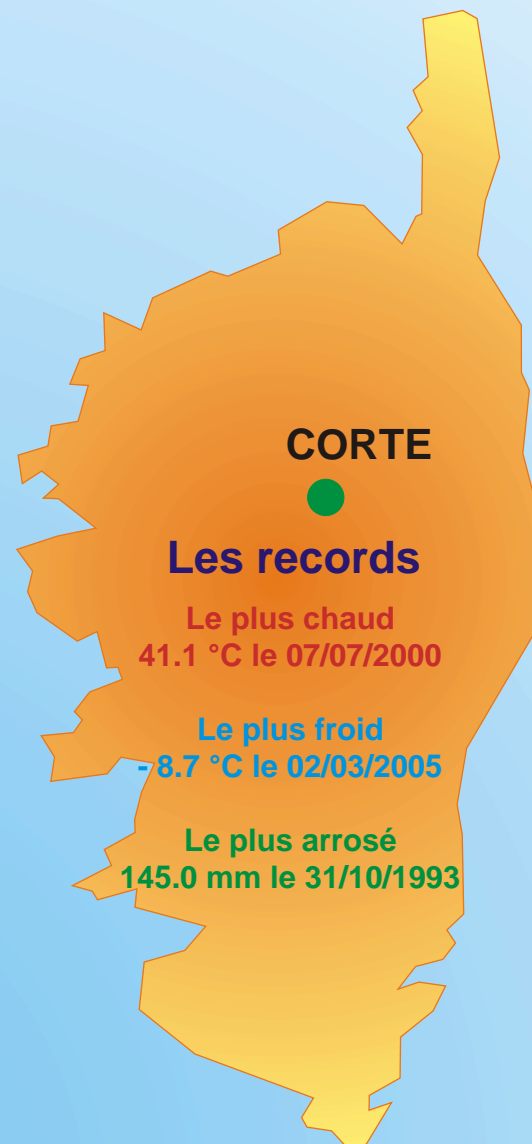 CORTE
Les records
Le plus chaud
41.1 °C le 07/07/2000
Le plus froid
- 8.7 °C le 02/03/2005
Le plus arrosé
145.0 mm le 31/10/1993